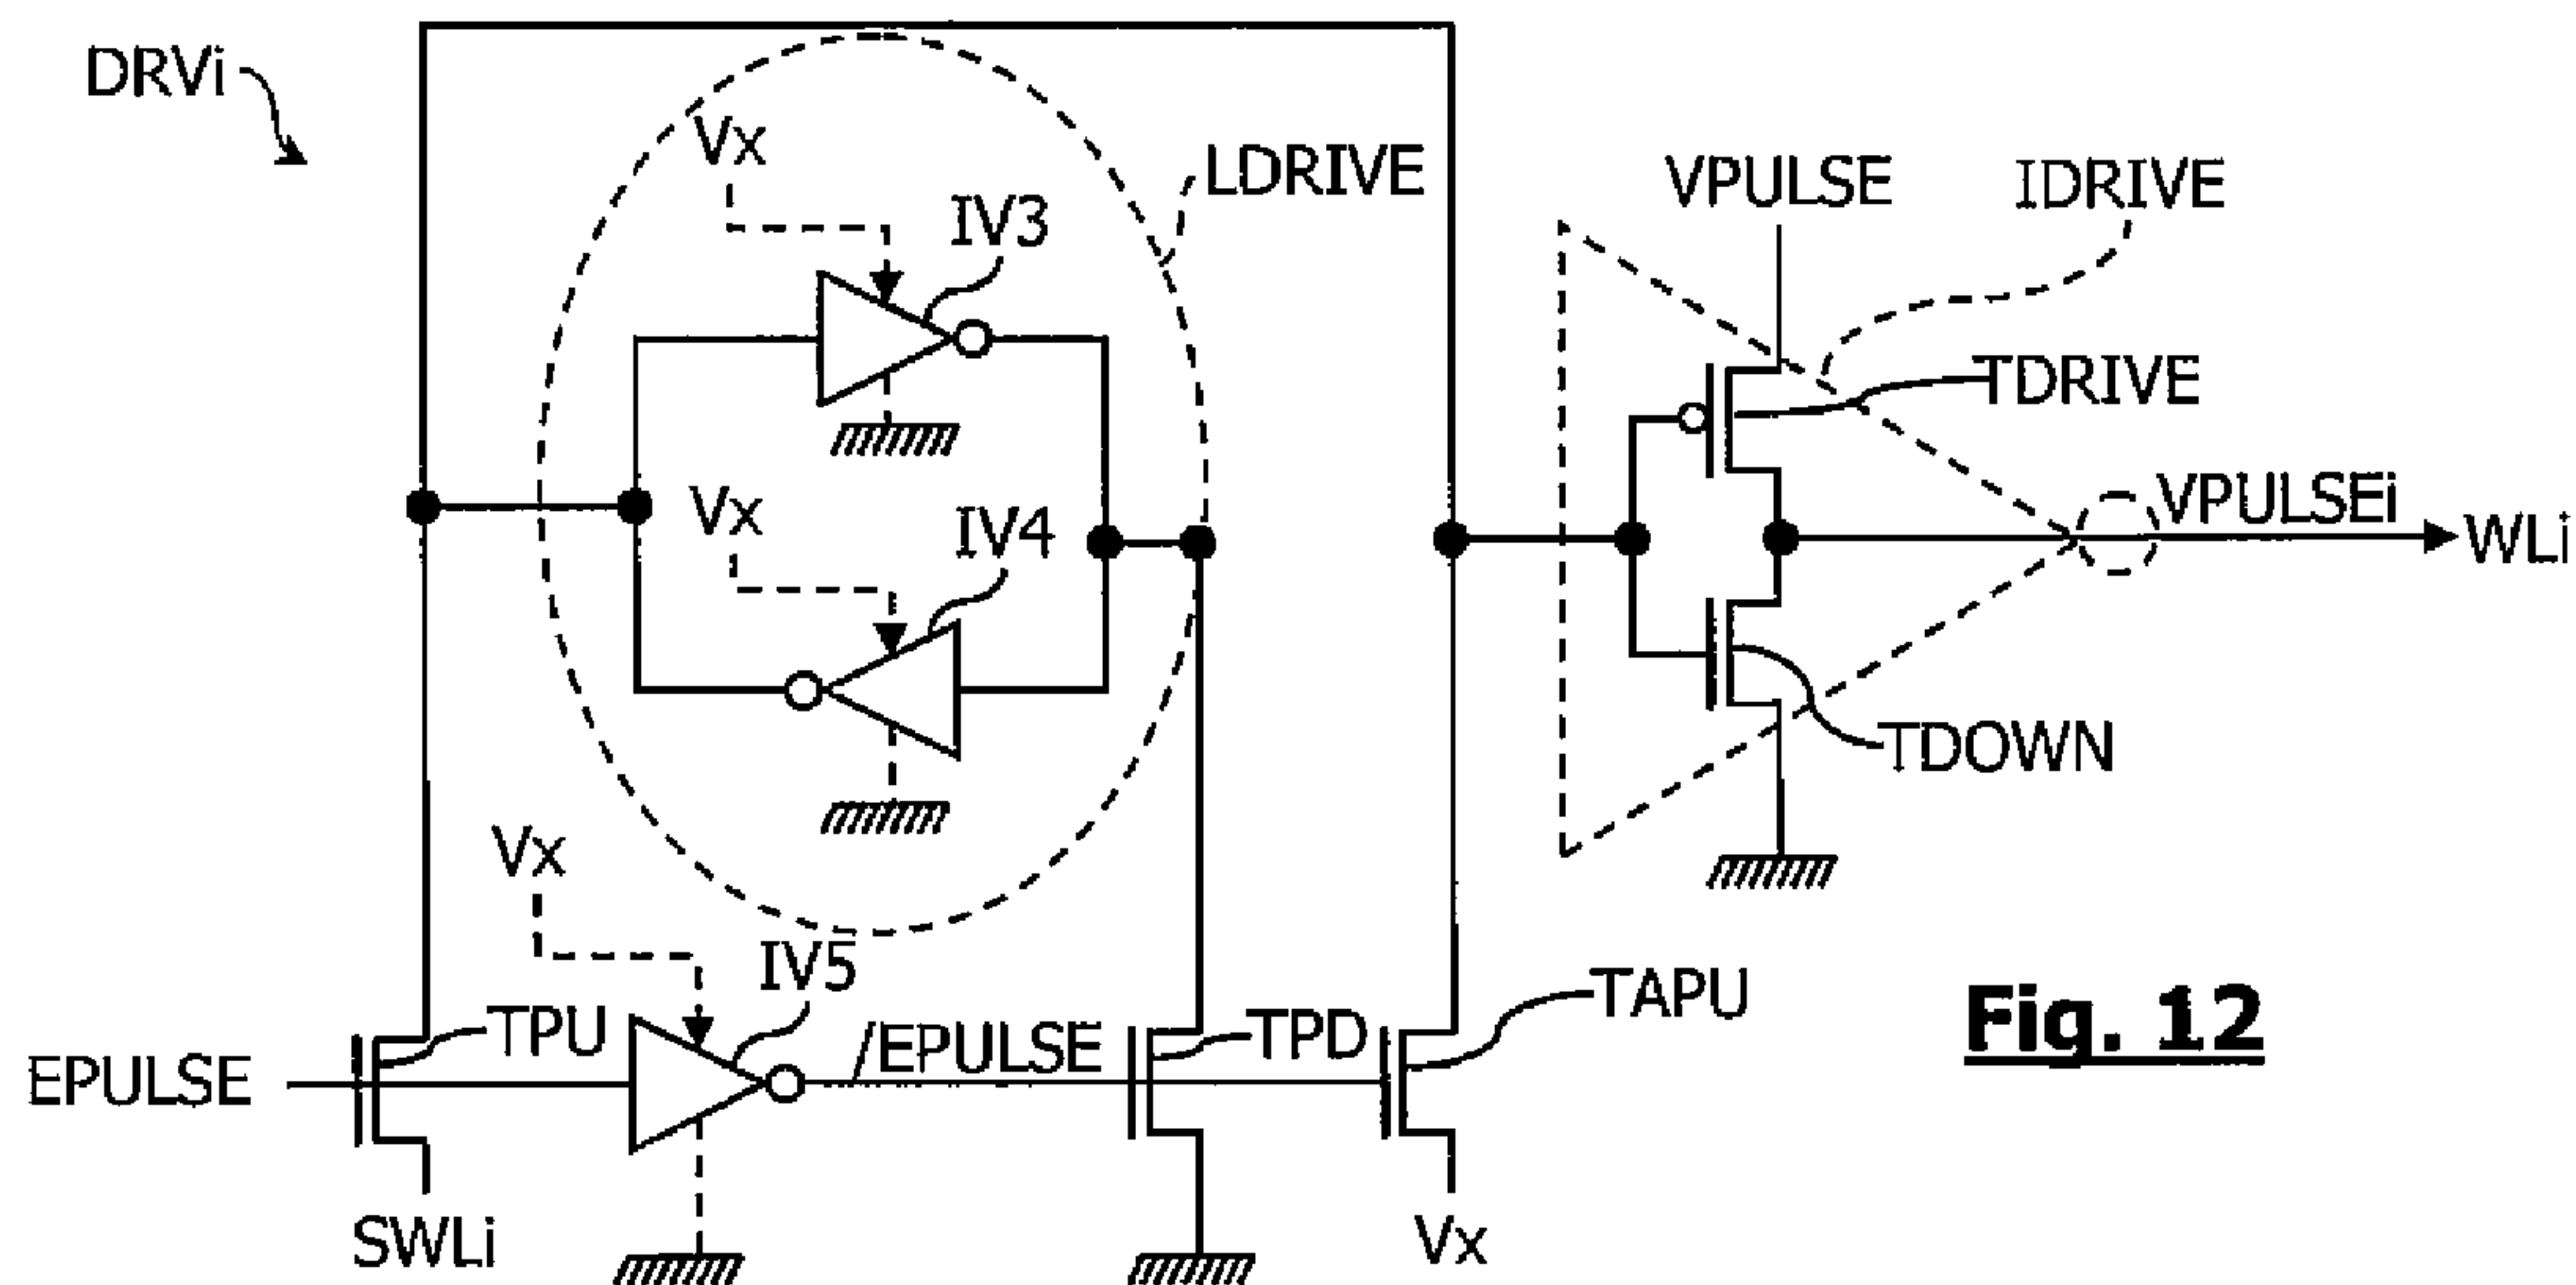 DRVi
Vx
LDRIVE
VPULSE
IDRIVE
IV3
TDRIVE
Vx
IV4
VPULSEi
WLi
TDOWN
Vx
IV5
TPU
/EPULSE
TPD
TAPU
EPULSE
Fig. 12
SWLi
Vx